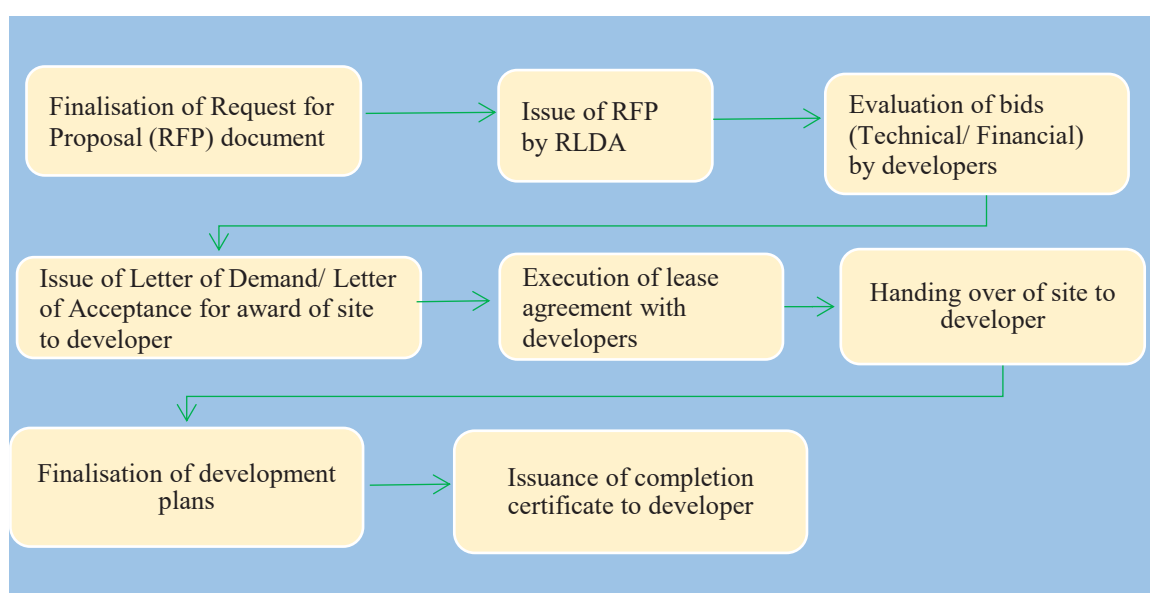 Finalisation of Request for
Proposal (RFP) document
Issue of RFP
by RLDA
Evaluation of bids
(Technical/ Financial)
by developers
Issue of Letter of Demand/ Letter
of Acceptance for award of site
to developer
Execution of lease
agreement with
developers
Handing over of site to
developer
Finalisation of development
plans
Issuance of completion
certificate to developer